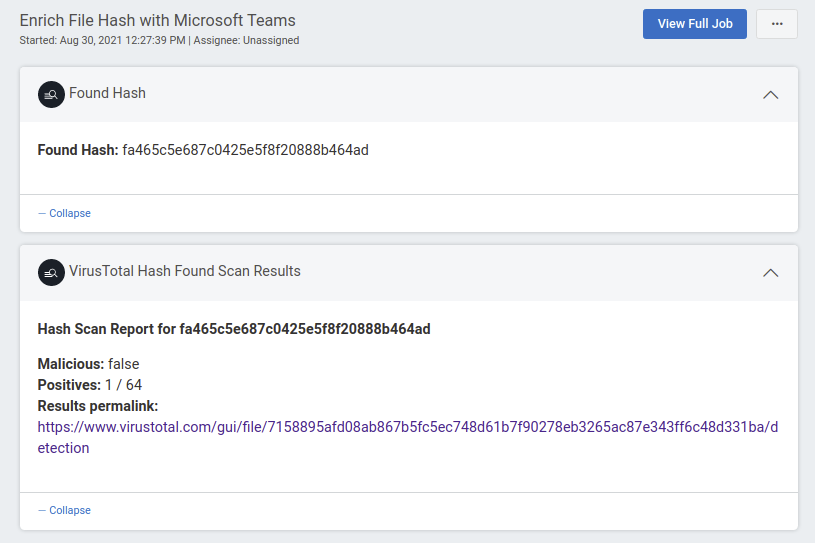 Enrich File Hash with Microsoft Teams
Started: Aug 30, 2021 12:27:39 PM | Assignee: Unassigned
View Full Job
...
Found Hash
Found Hash: fa465c5e687c0425e5f8f20888b464ad
— Collapse
VirusTotal Hash Found Scan Results
Hash Scan Report for fa465c5e687c0425e5f8f20888b464ad
Malicious: false
Positives: 1 / 64
Results permalink:
https://www.virustotal.com/gui/file/7158895afd08ab867b5fc5ec748d61b7f90278eb3265ac87e343ff6c48d331ba/d
etection
— Collapse